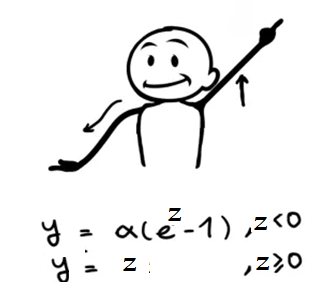 y = α(e^z -1) , z<0
y = z , z≥0